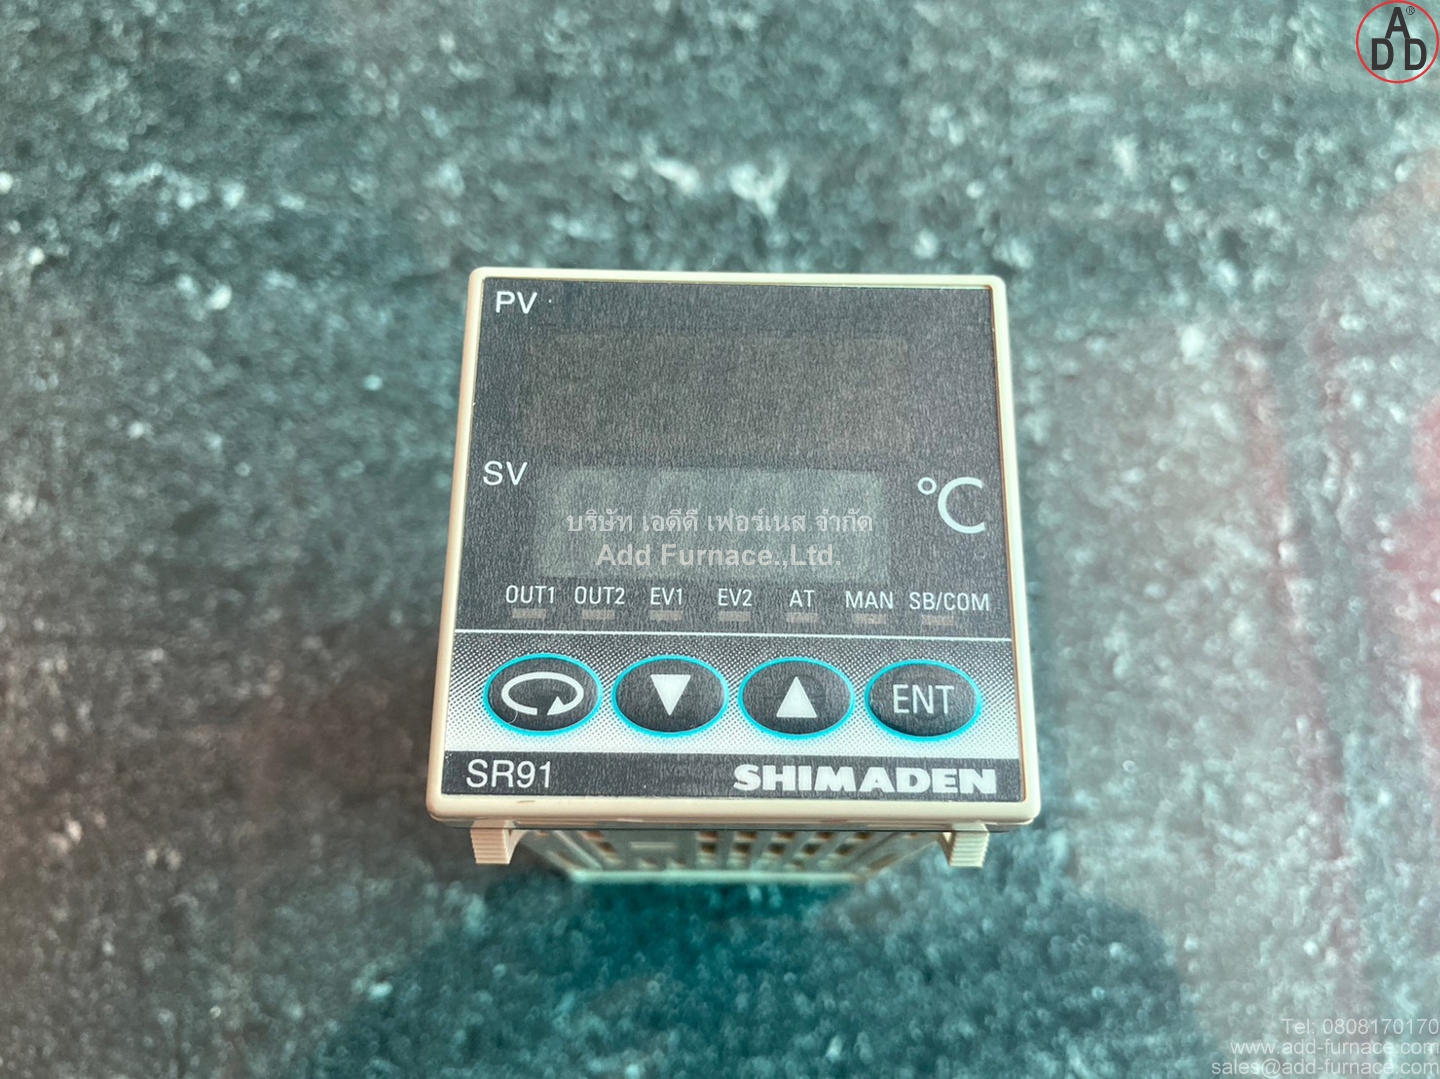 A®
DD
PV
SV
°C
บริษัท เอดีดี เฟอร์เนส จำกัด
Add Furnace.,Ltd.
OUT1 OUT2 EV1 EV2 AT MAN SB/COM
ENT
SR91 SHIMADEN
Tel: 0808170170
www.add-furnace.com
sales@add-furnace.com